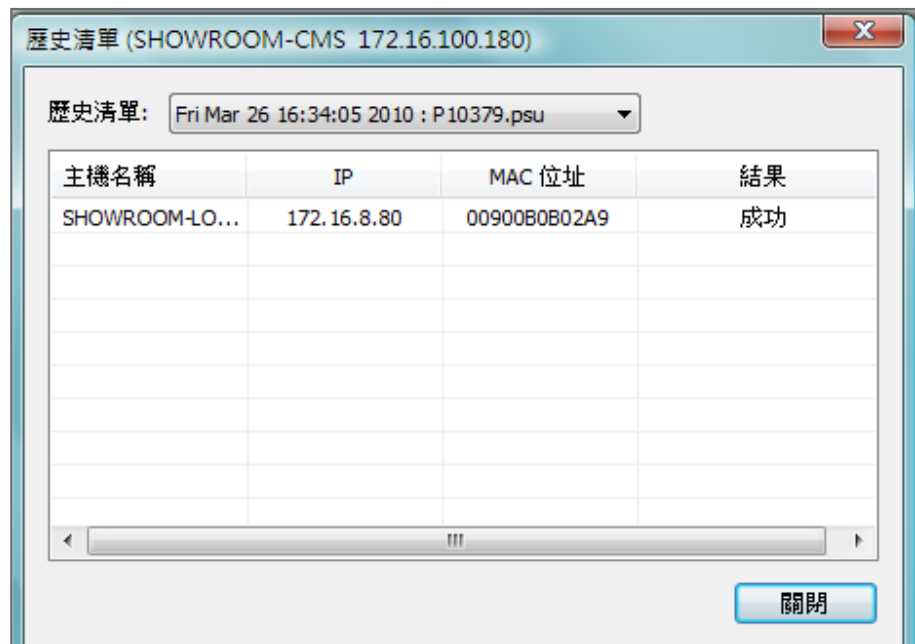 歷史清單 (SHOWROOM-CMS 172.16.100.180)
歷史清單: Fri Mar 26 16:34:05 2010 : P10379.psu
主機名稱 IP MAC 位址 結果
SHOWROOM-LO... 172.16.8.80 00900B0B02A9 成功
關閉